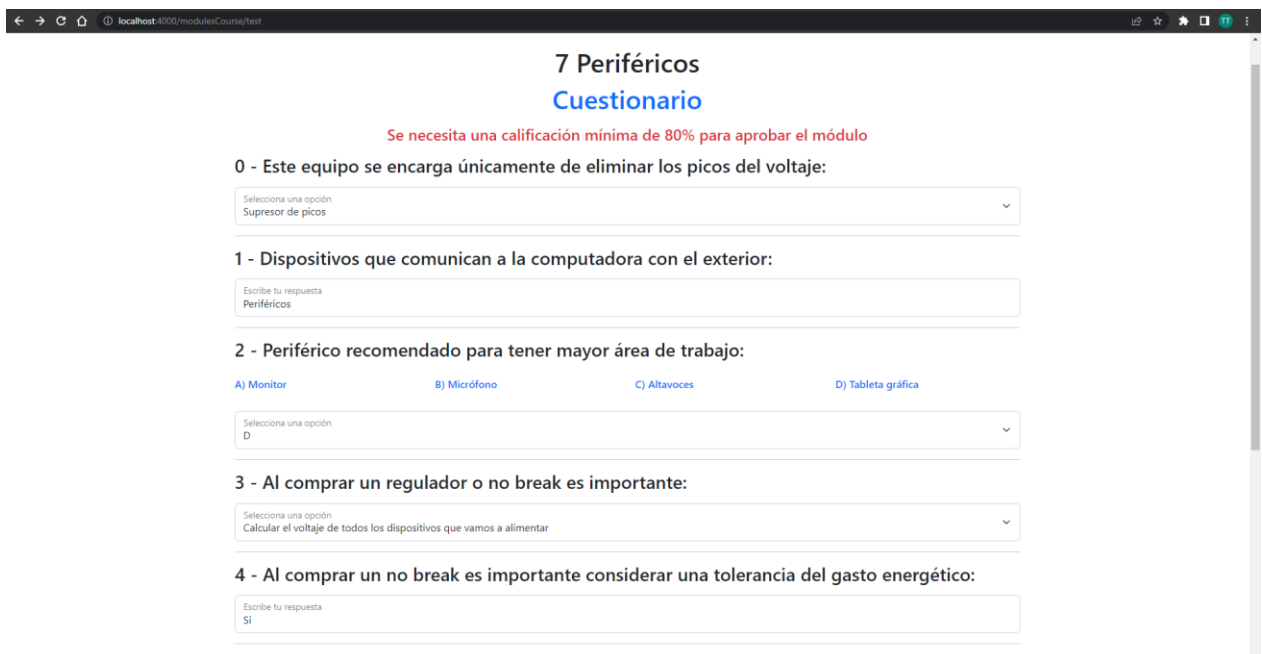 localhost:4000/modulesCourse/test
TT
7 Periféricos
Cuestionario
Se necesita una calificación mínima de 80% para aprobar el módulo
0 - Este equipo se encarga únicamente de eliminar los picos del voltaje:
Selecciona una opción
Supresor de picos
1 - Dispositivos que comunican a la computadora con el exterior:
Escribe tu respuesta
Periféricos
2 - Periférico recomendado para tener mayor área de trabajo:
A) Monitor B) Micrófono C) Altavoces D) Tableta gráfica
Selecciona una opción
D
3 - Al comprar un regulador o no break es importante:
Selecciona una opción
Calcular el voltaje de todos los dispositivos que vamos a alimentar
4 - Al comprar un no break es importante considerar una tolerancia del gasto energético:
Escribe tu respuesta
Si